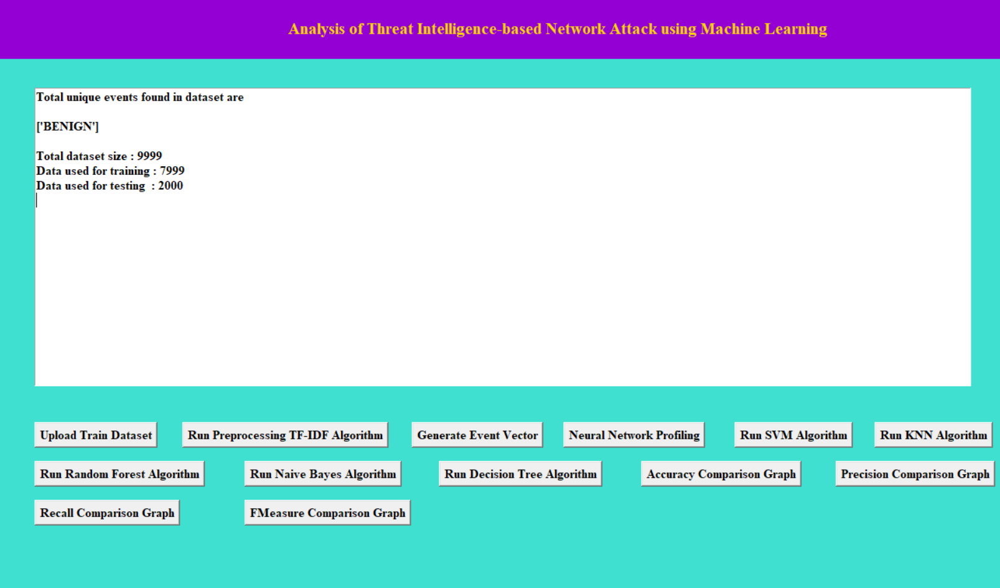 Analysis of Threat Intelligence-based Network Attack using Machine Learning
Total unique events found in dataset are
['BENIGN']
Total dataset size : 9999
Data used for training : 7999
Data used for testing  : 2000
Upload Train Dataset
Run Preprocessing TF-IDF Algorithm
Generate Event Vector
Neural Network Profiling
Run SVM Algorithm
Run KNN Algorithm
Run Random Forest Algorithm
Run Naive Bayes Algorithm
Run Decision Tree Algorithm
Accuracy Comparison Graph
Precision Comparison Graph
Recall Comparison Graph
FMeasure Comparison Graph